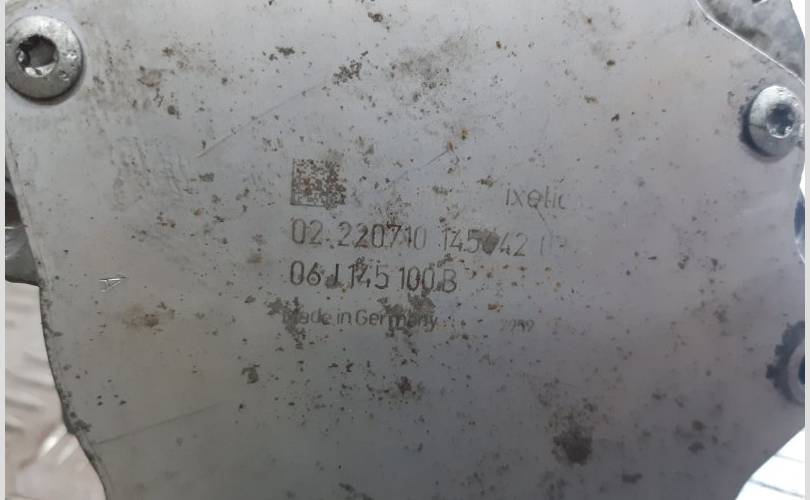 ixetic
02.220710
06J 145 100 B
Made in Germany